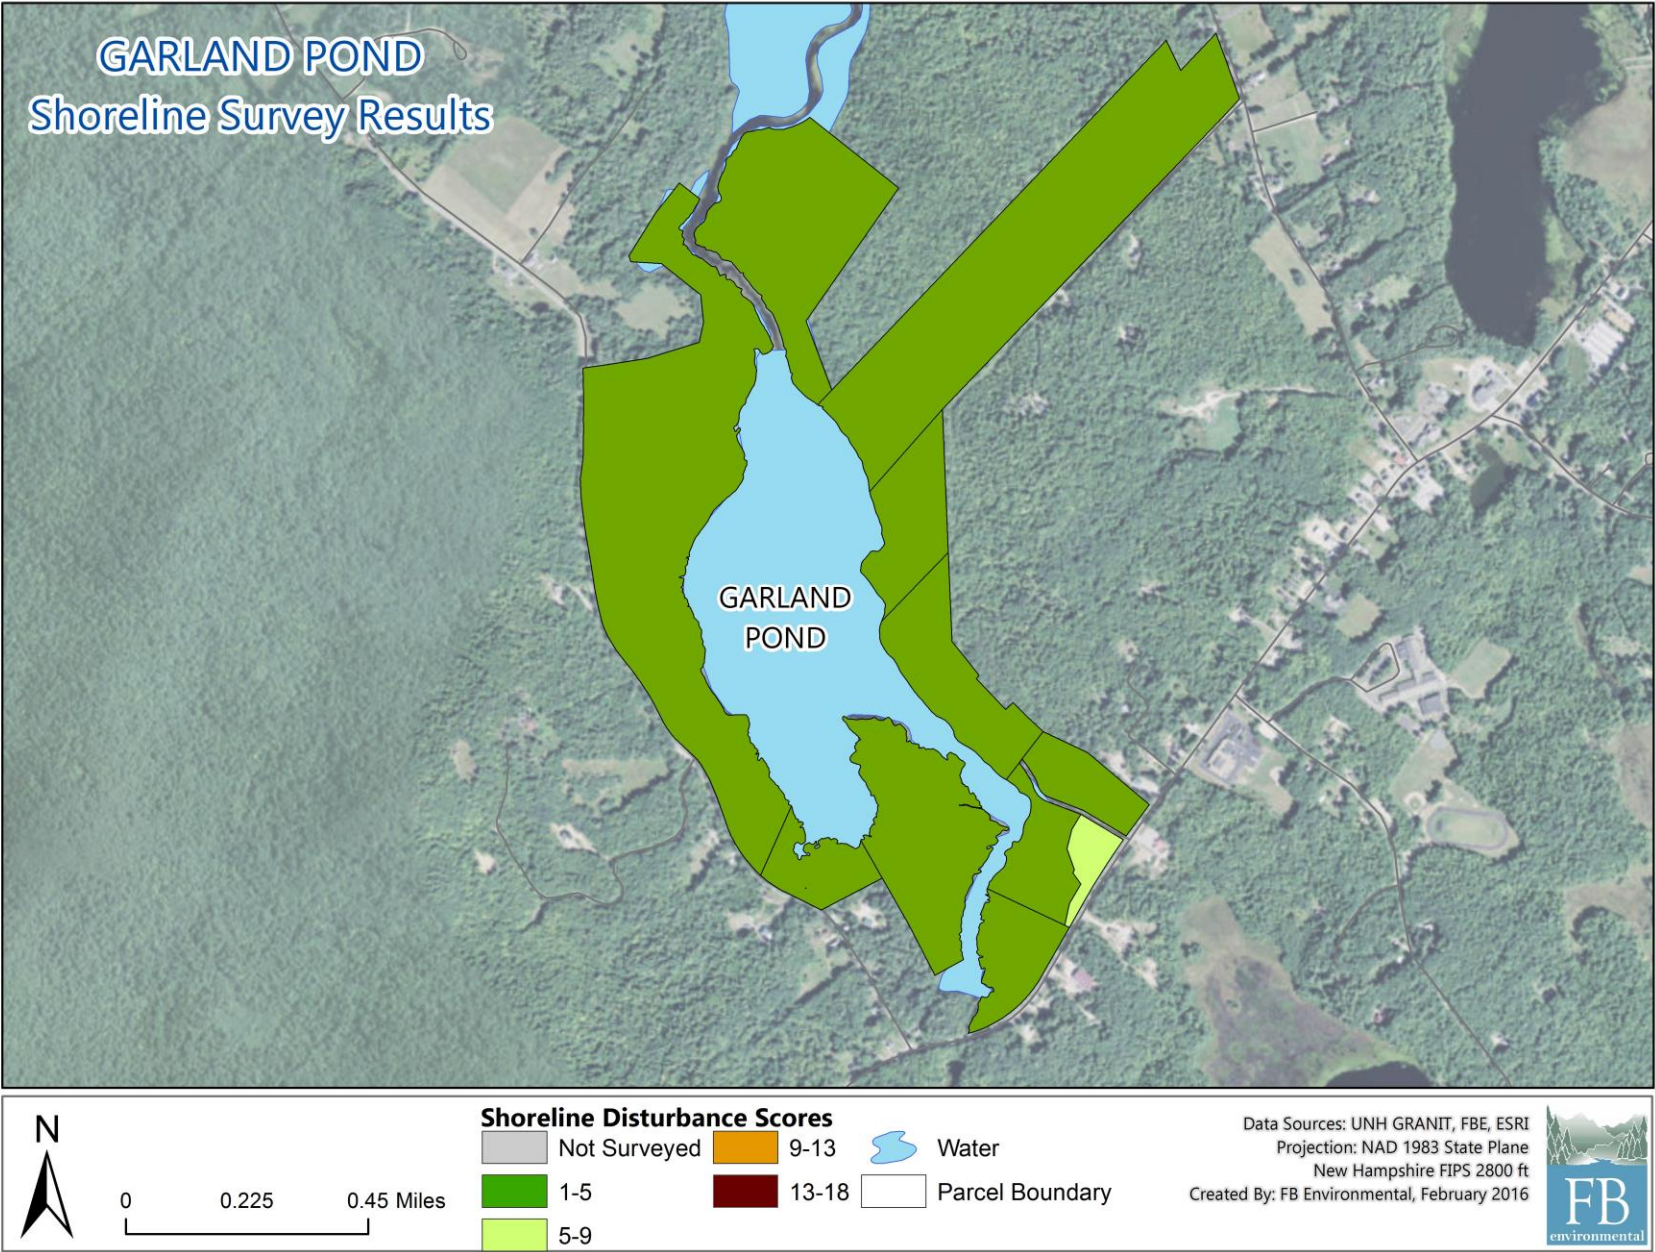 GARLAND POND
Shoreline Survey Results
GARLAND
POND
N
0 0.225 0.45 Miles
Shoreline Disturbance Scores
Not Surveyed
1-5
5-9
9-13
13-18
Water
Parcel Boundary
Data Sources: UNH GRANIT, FBE, ESRI
Projection: NAD 1983 State Plane
New Hampshire FIPS 2800 ft
Created By: FB Environmental, February 2016
FB
environmental